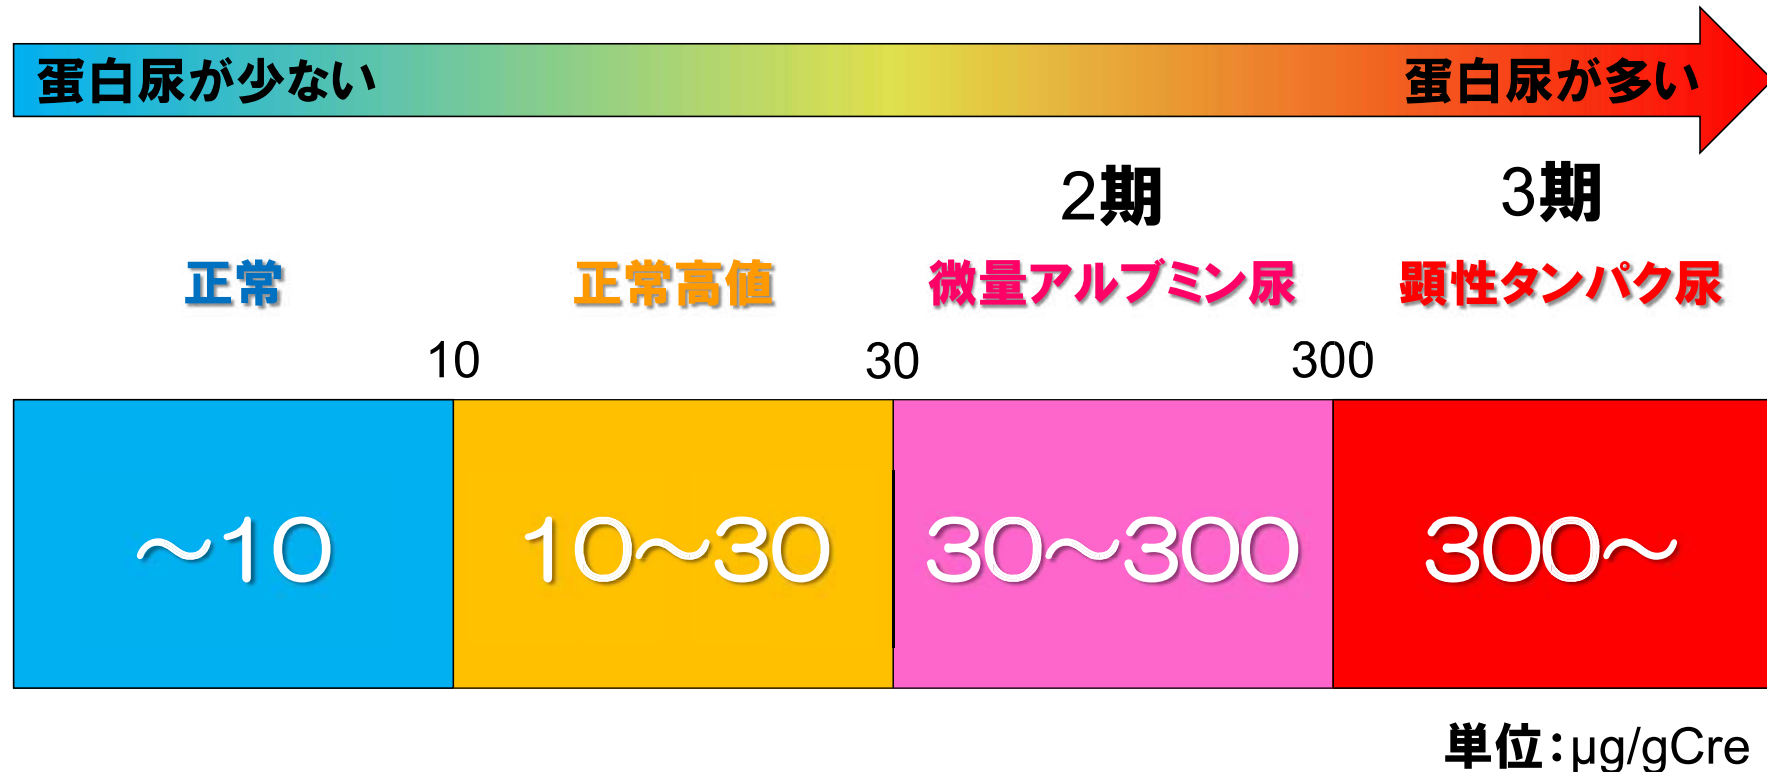 蛋白尿が少ない 蛋白尿が多い
2期 3期
正常 正常高値 微量アルブミン尿 顕性タンパク尿
10 30 300
～10 10～30 30～300 300～
単位：μg/gCre